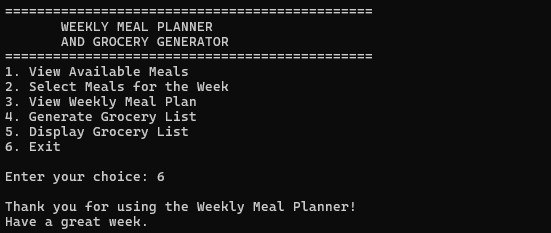 ==============================================
WEEKLY MEAL PLANNER
AND GROCERY GENERATOR
==============================================
1. View Available Meals
2. Select Meals for the Week
3. View Weekly Meal Plan
4. Generate Grocery List
5. Display Grocery List
6. Exit
Enter your choice: 6
Thank you for using the Weekly Meal Planner!
Have a great week.